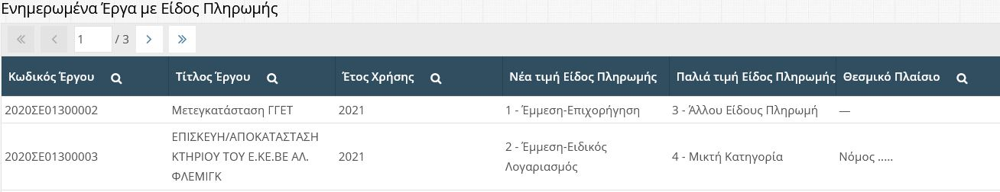 Ενημερωμένα Έργα με Είδος Πληρωμής
1 / 3
Κωδικός Έργου Τίτλος Έργου Έτος Χρήσης Νέα τιμή Είδος Πληρωμής Παλιά τιμή Είδος Πληρωμής Θεσμικό Πλαίσιο
2020ΣΕ01300002 Μετεγκατάσταση ΓΓΕΤ 2021 1 - Έμμεση-Επιχορήγηση 3 - Άλλου Είδους Πληρωμή —
2020ΣΕ01300003 ΕΠΙΣΚΕΥΗ/ΑΠΟΚΑΤΑΣΤΑΣΗ
ΚΤΗΡΙΟΥ ΤΟΥ Ε.ΚΕ.ΒΕ ΑΛ.
ΦΛΕΜΙΓΚ
2021
2 - Έμμεση-Ειδικός
Λογαριασμός
4 - Μικτή Κατηγορία
Νόμος .....